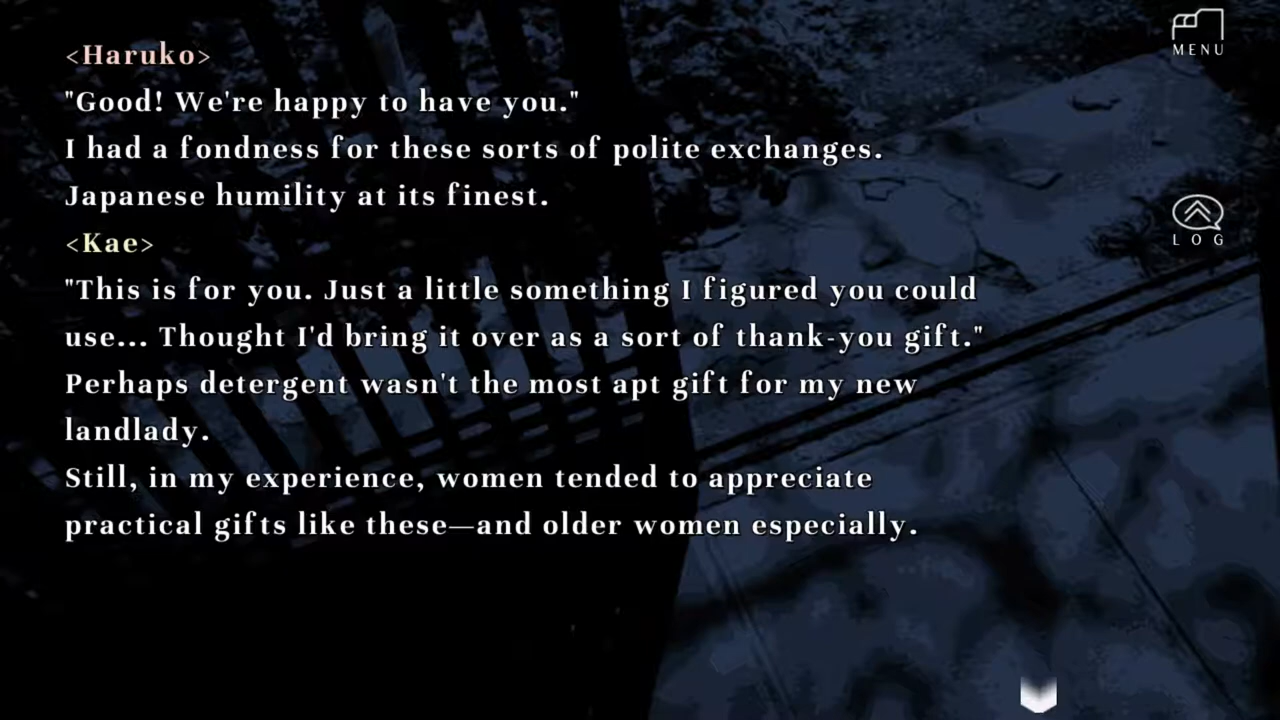 <Haruko>
"Good! We're happy to have you."
I had a fondness for these sorts of polite exchanges.
Japanese humility at its finest.
<Kae>
"This is for you. Just a little something I figured you could
use... Thought I'd bring it over as a sort of thank-you gift."
Perhaps detergent wasn't the most apt gift for my new
landlady.
Still, in my experience, women tended to appreciate
practical gifts like these—and older women especially.
MENU
LOG